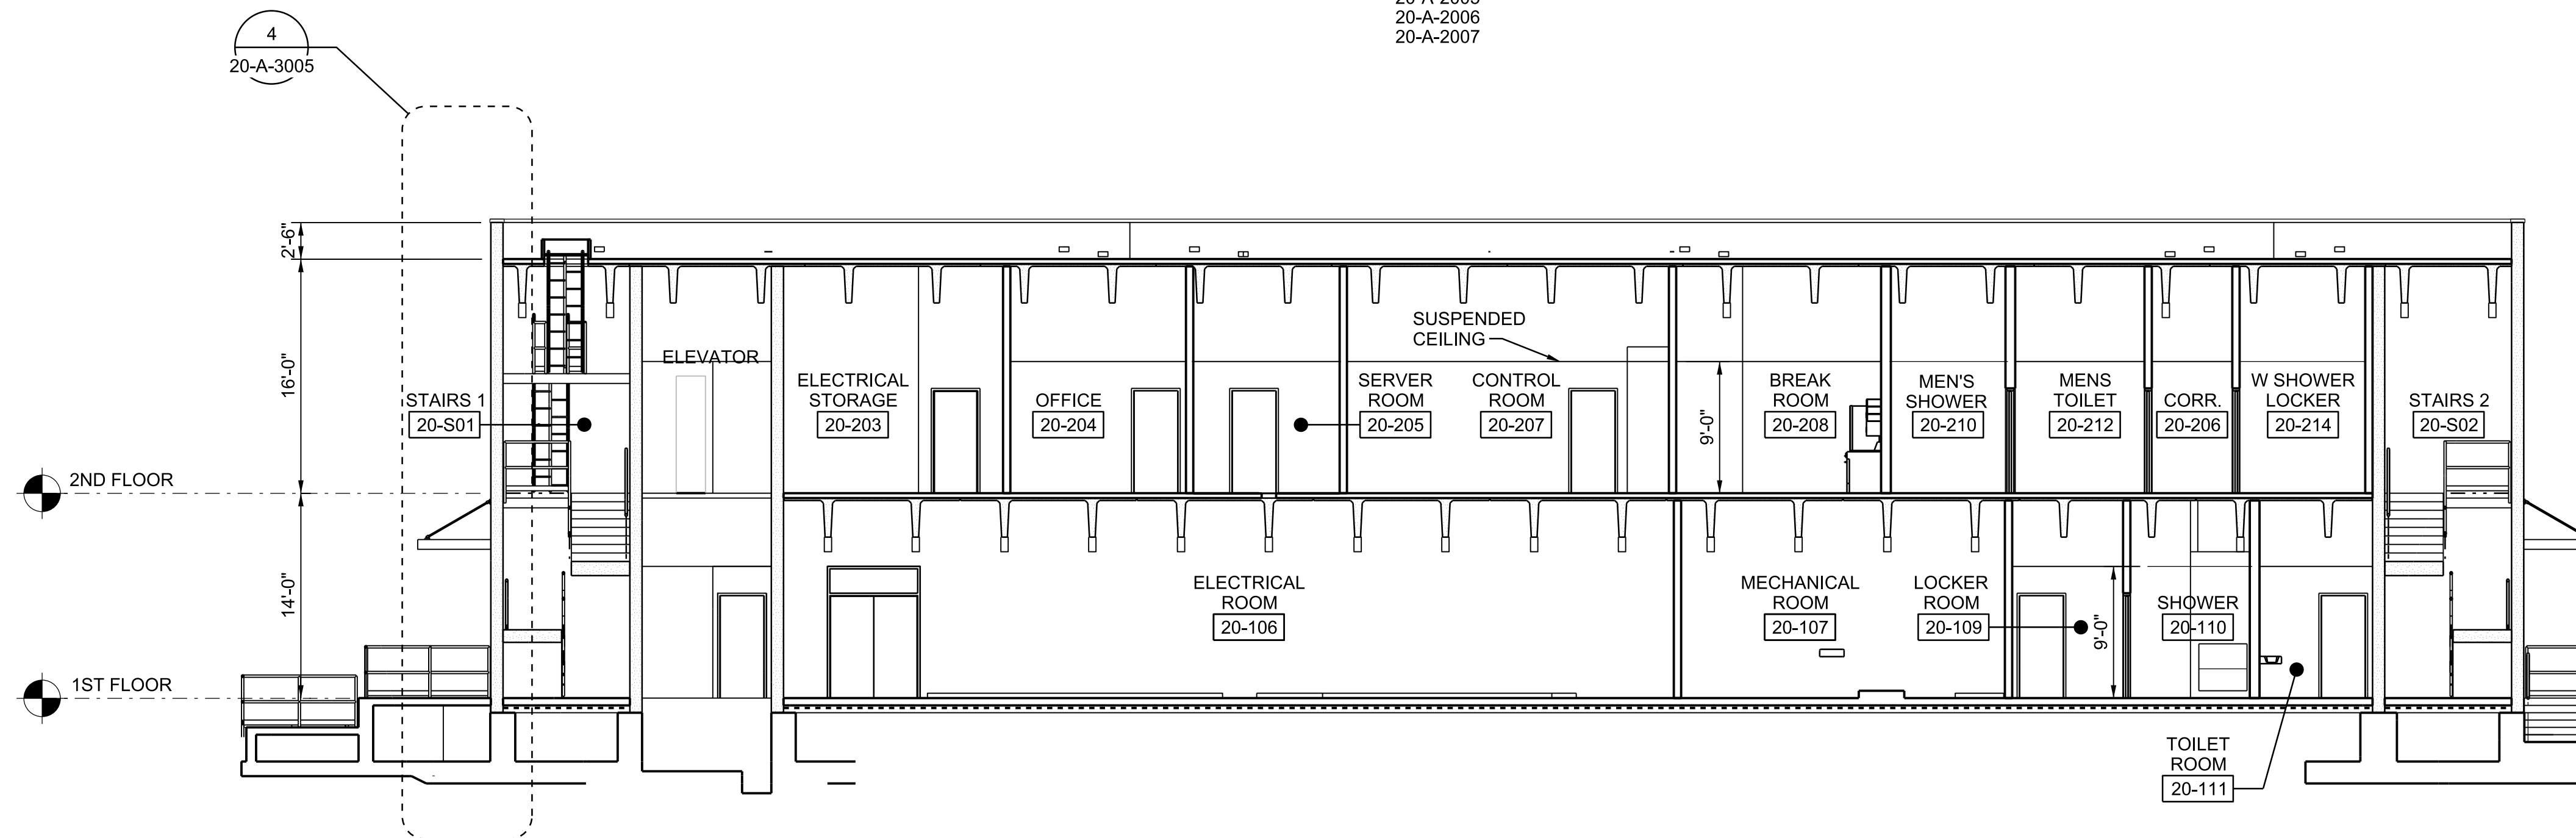 20-A-2005
20-A-2006
20-A-2007
4
20-A-3005
2'-6"
16'-0"
14'-0"
2ND FLOOR
1ST FLOOR
STAIRS 1
20-S01
ELEVATOR
ELECTRICAL
STORAGE
20-203
OFFICE
20-204
SERVER
ROOM
20-205
SUSPENDED
CEILING
CONTROL
ROOM
20-207
9'-0"
BREAK
ROOM
20-208
MEN'S
SHOWER
20-210
MENS
TOILET
20-212
CORR.
20-206
W SHOWER
LOCKER
20-214
STAIRS 2
20-S02
ELECTRICAL
ROOM
20-106
MECHANICAL
ROOM
20-107
LOCKER
ROOM
20-109
9'-0"
SHOWER
20-110
TOILET
ROOM
20-111